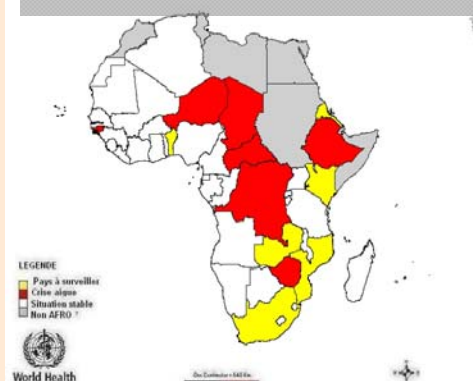 LEGENDE
Pays à surveiller
Crise aigue
Situation stable
Non AFRO
World Health